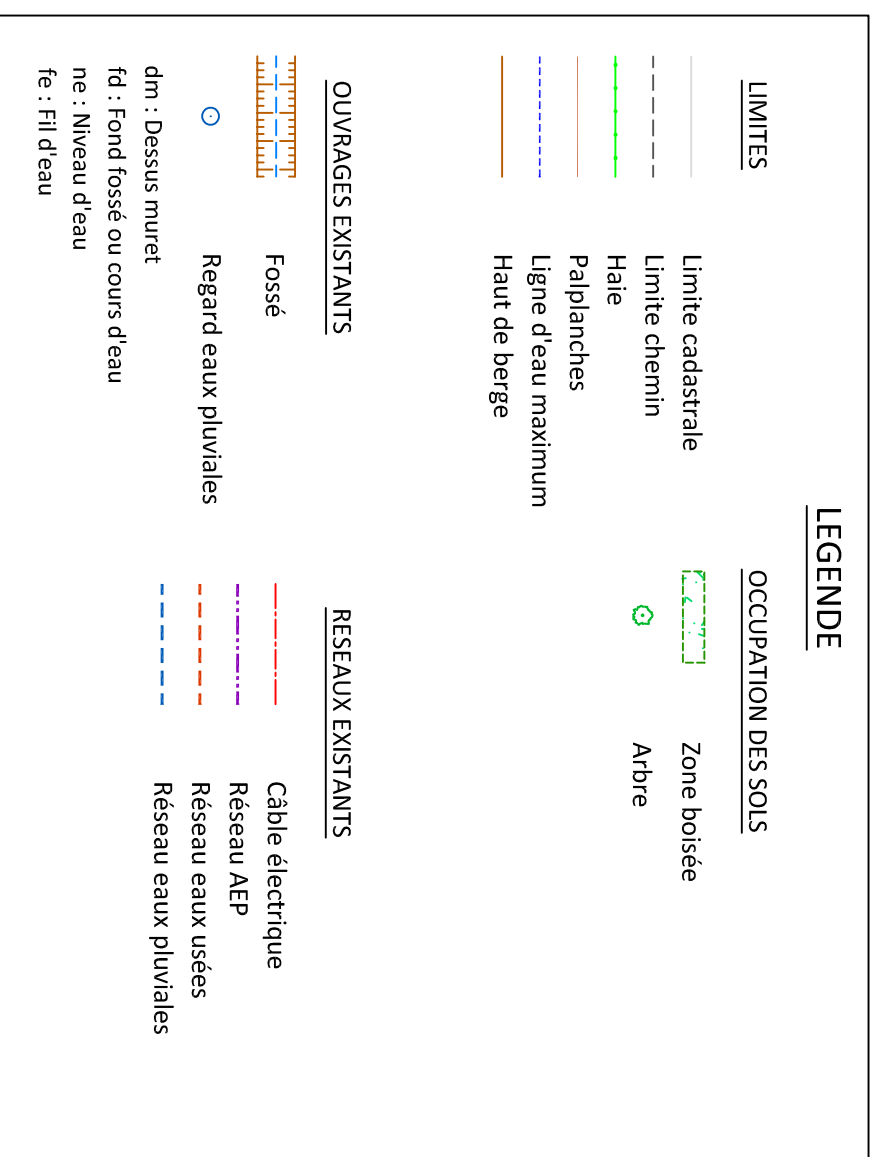 LEGENDE
LIMITES
Limite cadastrale
Limite chemin
Haie
Palplanches
Ligne d'eau maximum
Haut de berge
OCCUPATION DES SOLS
Zone boisée
Arbre
OUVRAGES EXISTANTS
Fossé
Regard eaux pluviales
dm : Dessus muret
fd : Fond fossé ou cours d'eau
ne : Niveau d'eau
fe : Fil d'eau
RESEAUX EXISTANTS
Câble électrique
Réseau AEP
Réseau eaux usées
Réseau eaux pluviales